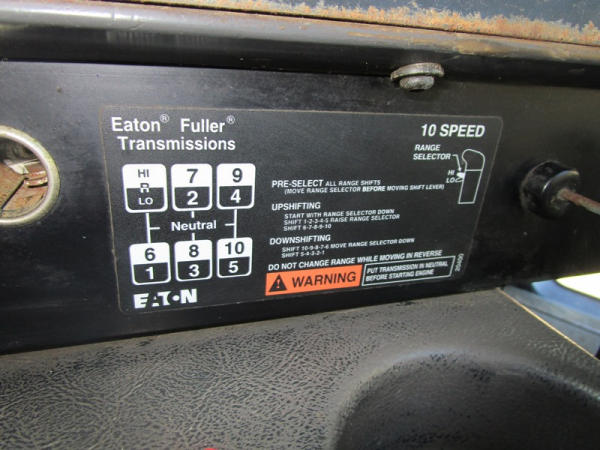 Eaton® Fuller®
Transmissions
10 SPEED
RANGE
SELECTOR
HI
LO
HI
R
LO
7
2
9
4
Neutral
6
1
8
3
10
5
PRE-SELECT ALL RANGE SHIFTS
(MOVE RANGE SELECTOR BEFORE MOVING SHIFT LEVER)
UPSHIFTING
START WITH RANGE SELECTOR DOWN
SHIFT 1-2-3-4-5 RAISE RANGE SELECTOR
SHIFT 6-7-8-9-10
DOWNSHIFTING
SHIFT 10-9-8-7-6 MOVE RANGE SELECTOR DOWN
SHIFT 5-4-3-2-1
DO NOT CHANGE RANGE WHILE MOVING IN REVERSE
WARNING
PUT TRANSMISSION IN NEUTRAL
BEFORE STARTING ENGINE
EATON